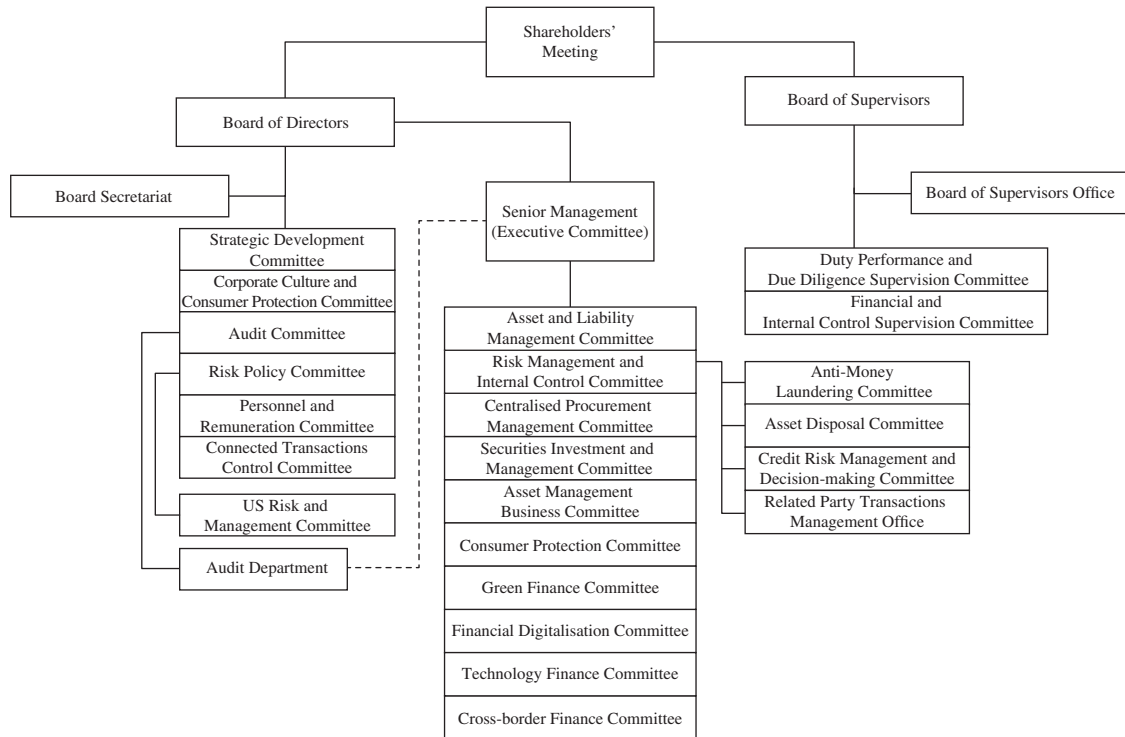 Shareholders’
Meeting
Board of Directors
Board of Supervisors
Board Secretariat
Senior Management
(Executive Committee)
Board of Supervisors Office
Strategic Development
Committee
Corporate Culture and
Consumer Protection Committee
Audit Committee
Risk Policy Committee
Personnel and
Remuneration Committee
Connected Transactions
Control Committee
US Risk and
Management Committee
Audit Department
Asset and Liability
Management Committee
Risk Management and
Internal Control Committee
Centralised Procurement
Management Committee
Securities Investment and
Management Committee
Asset Management
Business Committee
Consumer Protection Committee
Green Finance Committee
Financial Digitalisation Committee
Technology Finance Committee
Cross-border Finance Committee
Duty Performance and
Due Diligence Supervision Committee
Financial and
Internal Control Supervision Committee
Anti-Money
Laundering Committee
Asset Disposal Committee
Credit Risk Management and
Decision-making Committee
Related Party Transactions
Management Office